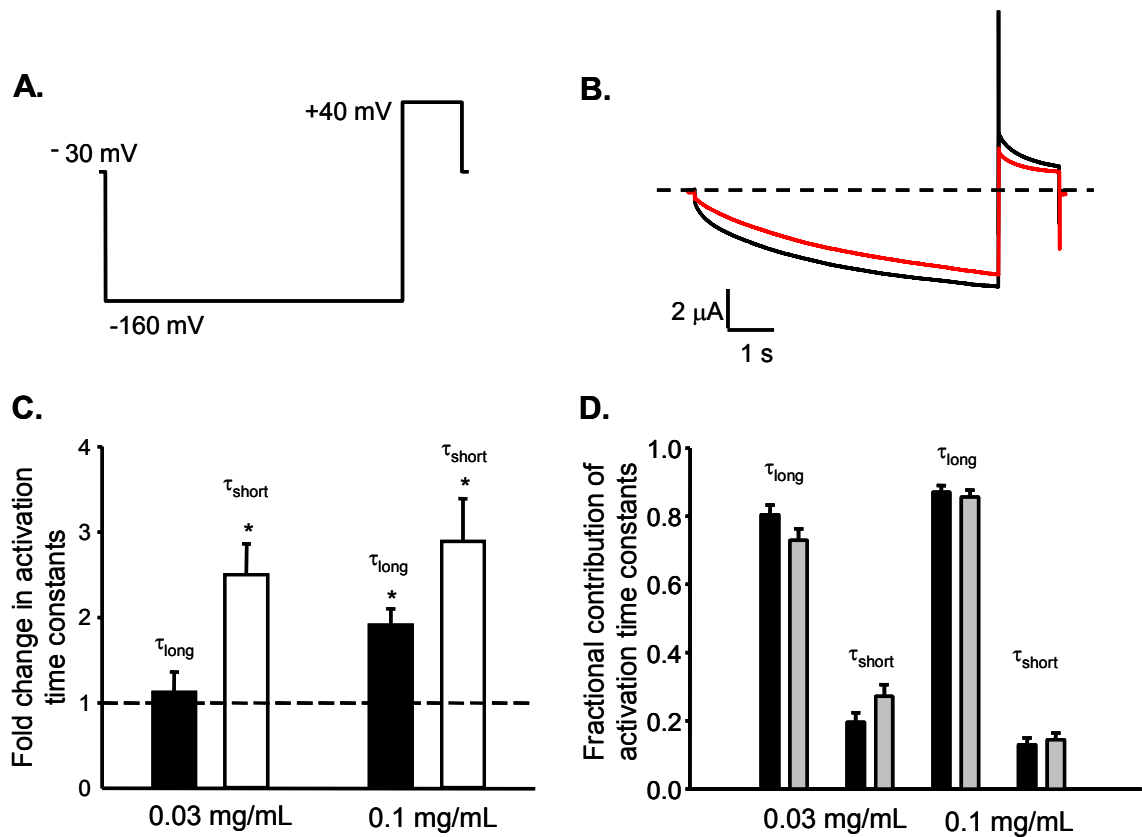 A.
+40 mV
- 30 mV
-160 mV
B.
2 μA
1 s
C.
Fold change in activation
time constants
4
3
2
1
0
τlong
τshort
*
τlong
*
τshort
*
0.03 mg/mL
0.1 mg/mL
D.
Fractional contribution of
activation time constants
1.0
0.8
0.6
0.4
0.2
0.0
τlong
τshort
τlong
τshort
0.03 mg/mL
0.1 mg/mL